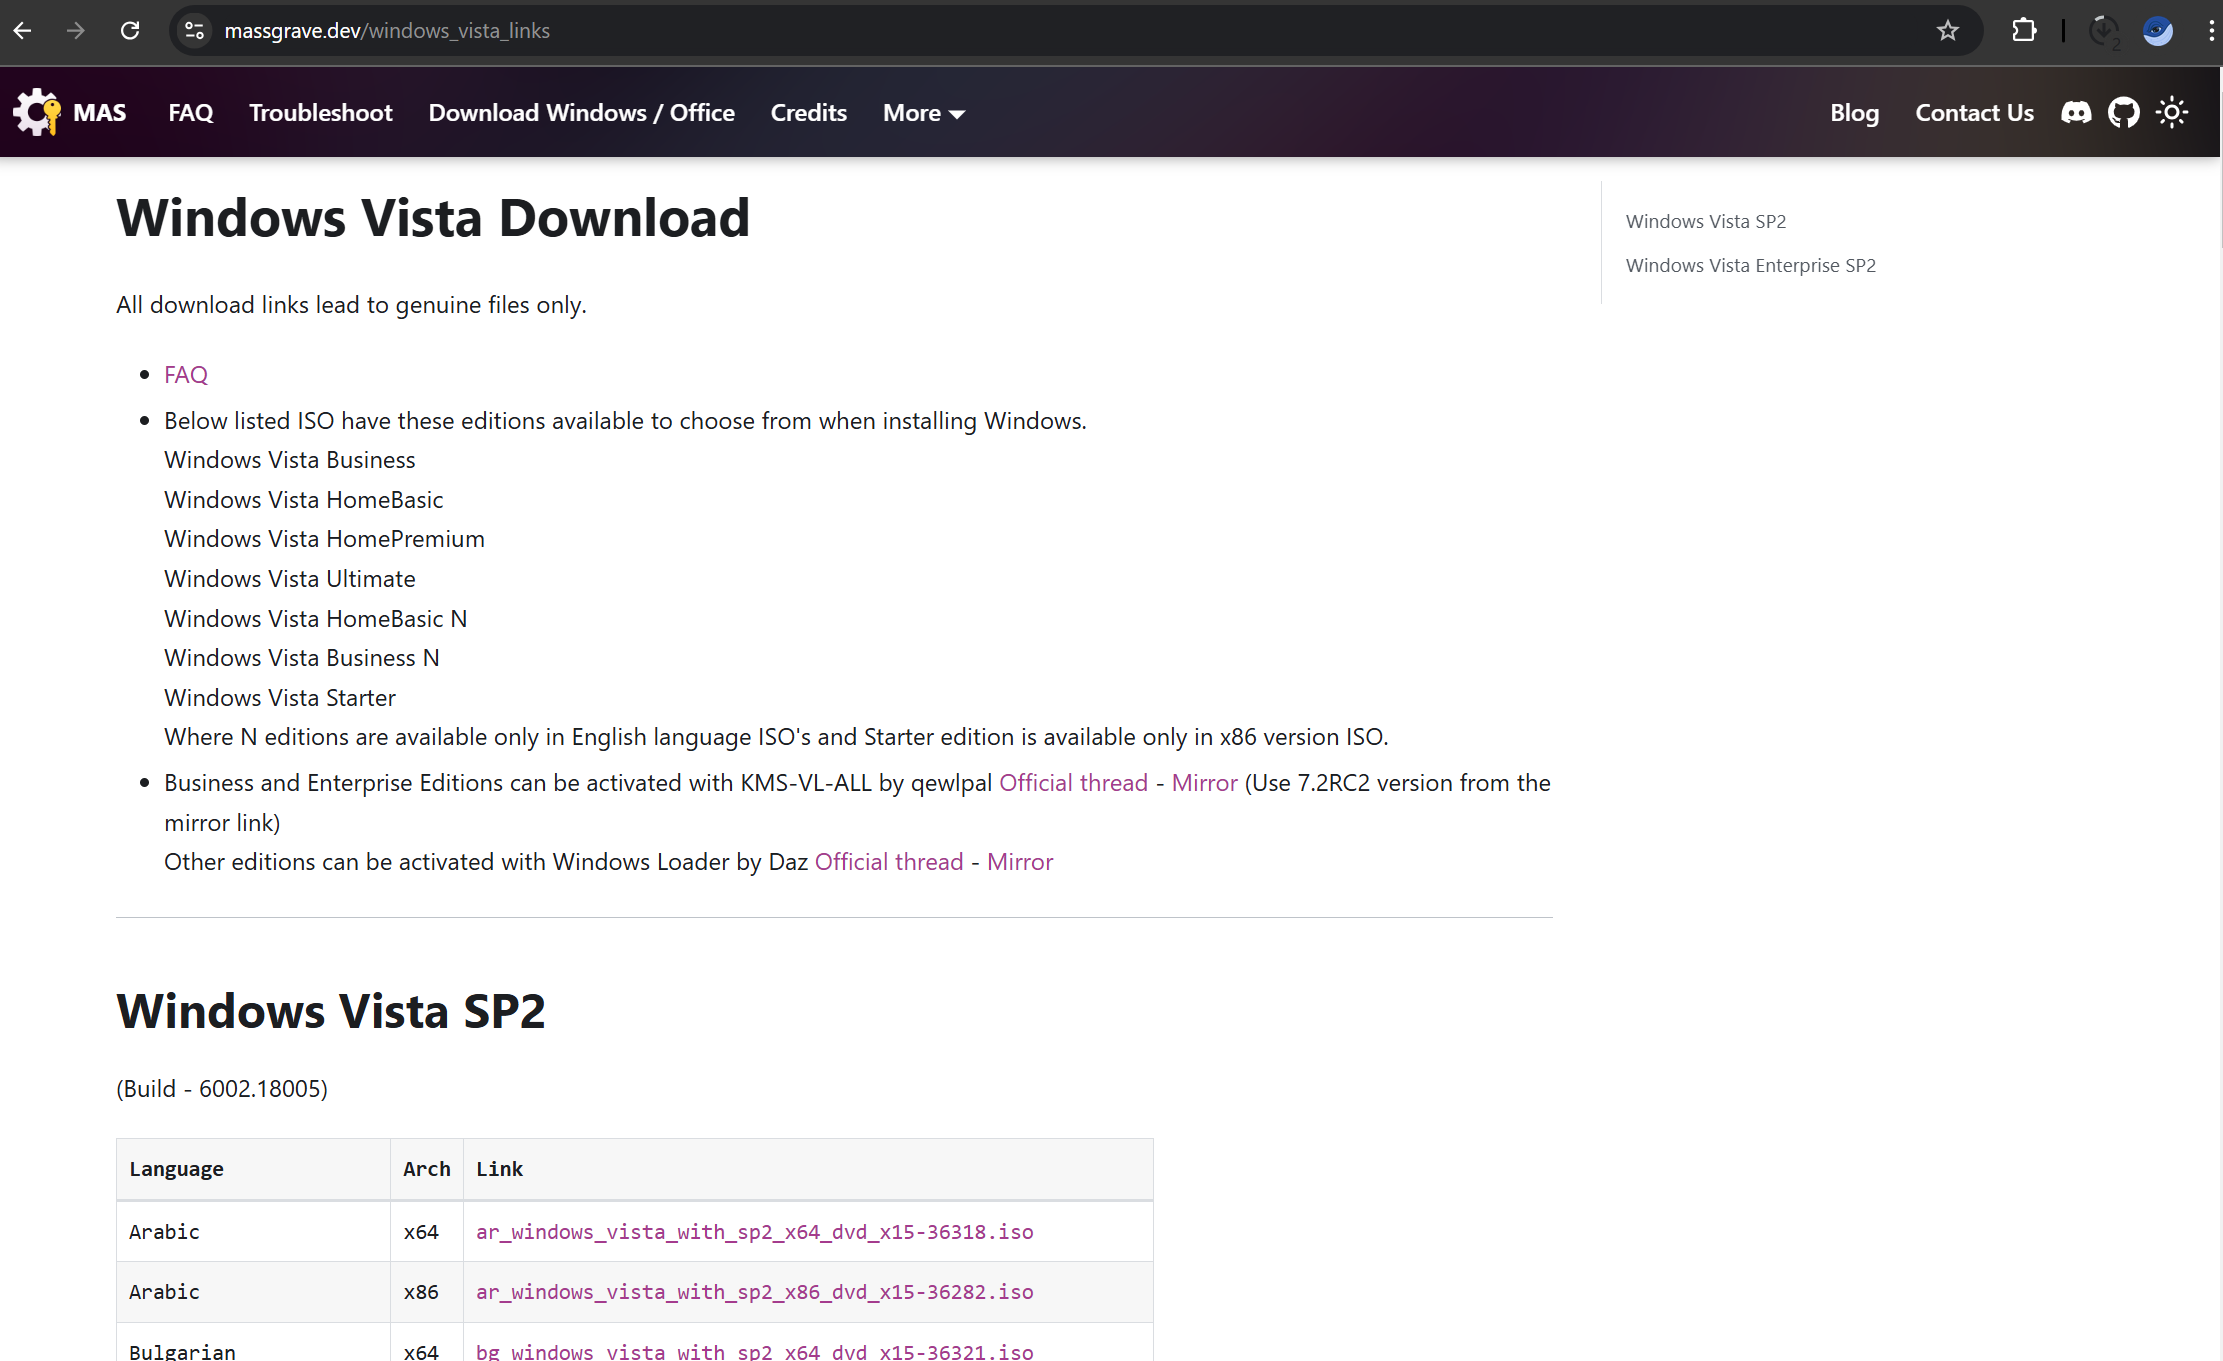 massgrave.dev/windows_vista_links
2
MAS FAQ Troubleshoot Download Windows / Office Credits More Blog Contact Us
Windows Vista Download
Windows Vista SP2
Windows Vista Enterprise SP2
All download links lead to genuine files only.
FAQ
Below listed ISO have these editions available to choose from when installing Windows.
Windows Vista Business
Windows Vista HomeBasic
Windows Vista HomePremium
Windows Vista Ultimate
Windows Vista HomeBasic N
Windows Vista Business N
Windows Vista Starter
Where N editions are available only in English language ISO's and Starter edition is available only in x86 version ISO.
Business and Enterprise Editions can be activated with KMS-VL-ALL by qewlpal Official thread - Mirror (Use 7.2RC2 version from the
mirror link)
Other editions can be activated with Windows Loader by Daz Official thread - Mirror
Windows Vista SP2
(Build - 6002.18005)
Language Arch Link
Arabic x64 ar_windows_vista_with_sp2_x64_dvd_x15-36318.iso
Arabic x86 ar_windows_vista_with_sp2_x86_dvd_x15-36282.iso
Bulgarian x64 bg_windows_vista_with_sp2_x64_dvd_x15-36321.iso